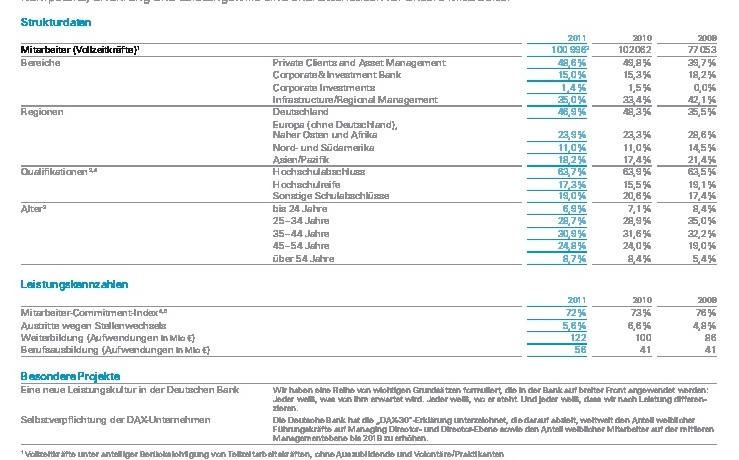 Strukturdaten
2011 2010 2009
Mitarbeiter (Vollzeitkräfte)¹ 100 996² 102 062 77 053
Bereiche Private Clients and Asset Management 48,6% 49,8% 39,7%
Corporate & Investment Bank 15,0% 15,3% 18,2%
Corporate Investments 1,4% 1,5% 0,0%
Infrastructure/Regional Management 35,0% 33,4% 42,1%
Regionen Deutschland 46,9% 48,3% 35,5%
Europa (ohne Deutschland),
Naher Osten und Afrika 23,9% 23,3% 28,6%
Nord- und Südamerika 11,0% 11,0% 14,5%
Asien/Pazifik 18,2% 17,4% 21,4%
Qualifikationen³,⁴ Hochschulabschluss 63,7% 63,9% 63,5%
Hochschulreife 17,3% 15,5% 19,1%
Sonstige Schulabschlüsse 19,0% 20,6% 17,4%
Alter³ bis 24 Jahre 6,9% 7,1% 8,4%
25–34 Jahre 28,7% 28,9% 35,0%
35–44 Jahre 30,9% 31,6% 32,2%
45–54 Jahre 24,8% 24,0% 19,0%
über 54 Jahre 8,7% 8,4% 5,4%
Leistungskennzahlen
2011 2010 2009
Mitarbeiter-Commitment-Index⁴,⁵ 72% 73% 76%
Austritte wegen Stellenwechsels 5,6% 6,6% 4,8%
Weiterbildung (Aufwendungen in Mio €) 122 100 86
Berufsausbildung (Aufwendungen in Mio €) 56 41 41
Besondere Projekte
Eine neue Leistungskultur in der Deutschen Bank Wir haben eine Reihe von wichtigen Grundsätzen formuliert, die in der Bank auf breiter Front angewendet werden:
Jeder weiß, was von ihm erwartet wird. Jeder weiß, wo er steht. Und jeder weiß, dass wir nach Leistung differen-
zieren.
Selbstverpflichtung der DAX-Unternehmen Die Deutsche Bank hat die „DAX-30“-Erklärung unterzeichnet, die darauf abzielt, weltweit den Anteil weiblicher
Führungskräfte auf Managing Director- und Director-Ebene sowie den Anteil weiblicher Mitarbeiter auf der mittleren
Managementebene bis 2018 zu erhöhen.
¹ Vollzeitkräfte unter anteiliger Berücksichtigung von Teilzeitarbeitskräften, ohne Auszubildende und Volontäre/Praktikanten